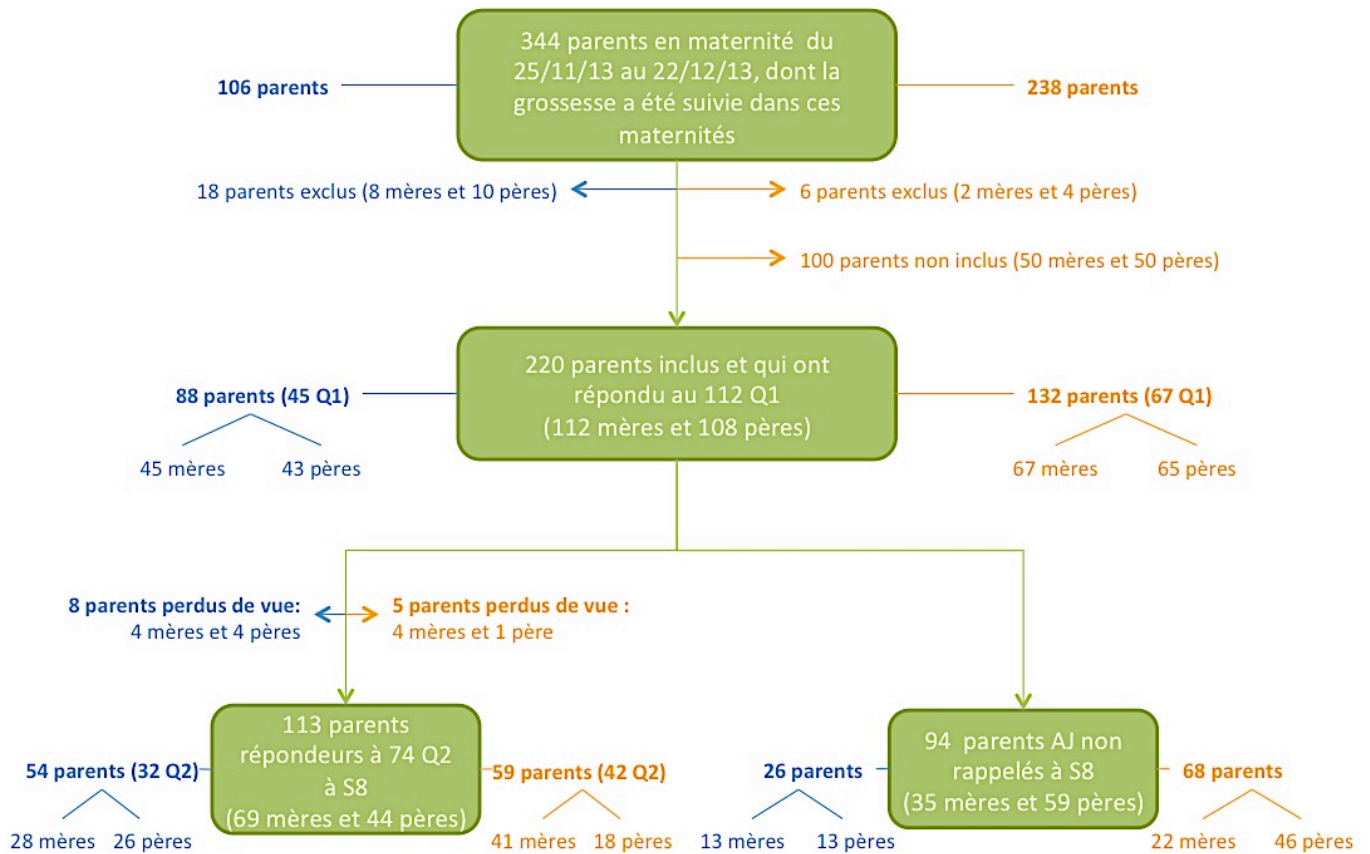 344 parents en maternité du
25/11/13 au 22/12/13, dont la
grossesse a été suivie dans ces
maternités
106 parents
238 parents
18 parents exclus (8 mères et 10 pères)
6 parents exclus (2 mères et 4 pères)
100 parents non inclus (50 mères et 50 pères)
220 parents inclus et qui ont
répondu au 112 Q1
(112 mères et 108 pères)
88 parents (45 Q1)
45 mères
43 pères
132 parents (67 Q1)
67 mères
65 pères
8 parents perdus de vue:
4 mères et 4 pères
5 parents perdus de vue :
4 mères et 1 père
113 parents
répondeurs à 74 Q2
à S8
(69 mères et 44 pères)
54 parents (32 Q2)
28 mères
26 pères
59 parents (42 Q2)
41 mères
18 pères
94 parents AJ non
rappelés à S8
(35 mères et 59 pères)
26 parents
13 mères
13 pères
68 parents
22 mères
46 pères